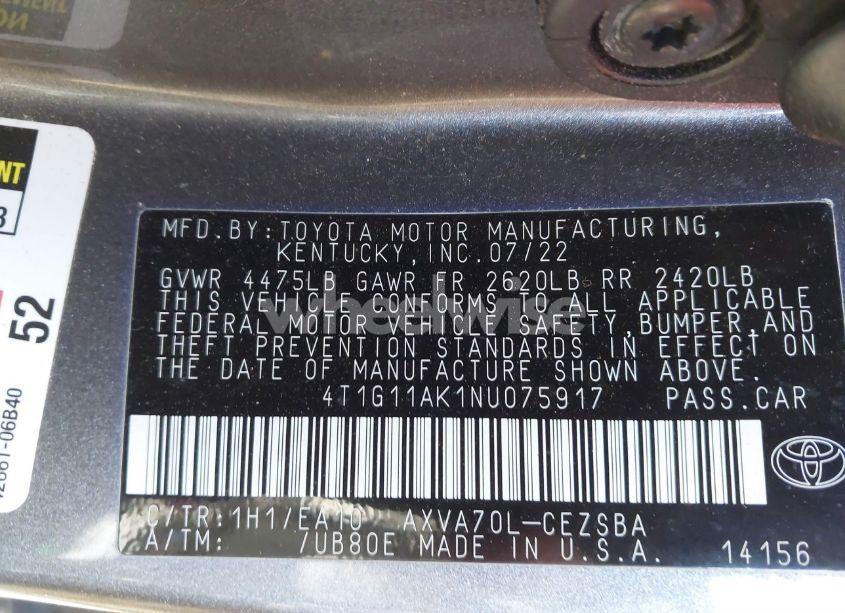 MFD. BY: TOYOTA MOTOR MANUFACTURING,
KENTUCKY, INC. 07/22
GVWR 4475LB GAWR FR 2620LB RR 2420LB
THIS VEHICLE CONFORMS TO ALL APPLICABLE
FEDERAL MOTOR VEHICLE SAFETY, BUMPER, AND
THEFT PREVENTION STANDARDS IN EFFECT ON
THE DATE OF MANUFACTURE SHOWN ABOVE.
4T1G11AK1NU075917 PASS. CAR
C/TR: 1H1/EA10 AXVA70L-CEZSBA
A/TM: 7UB80E MADE IN U.S.A. 14156
wheelwise
52